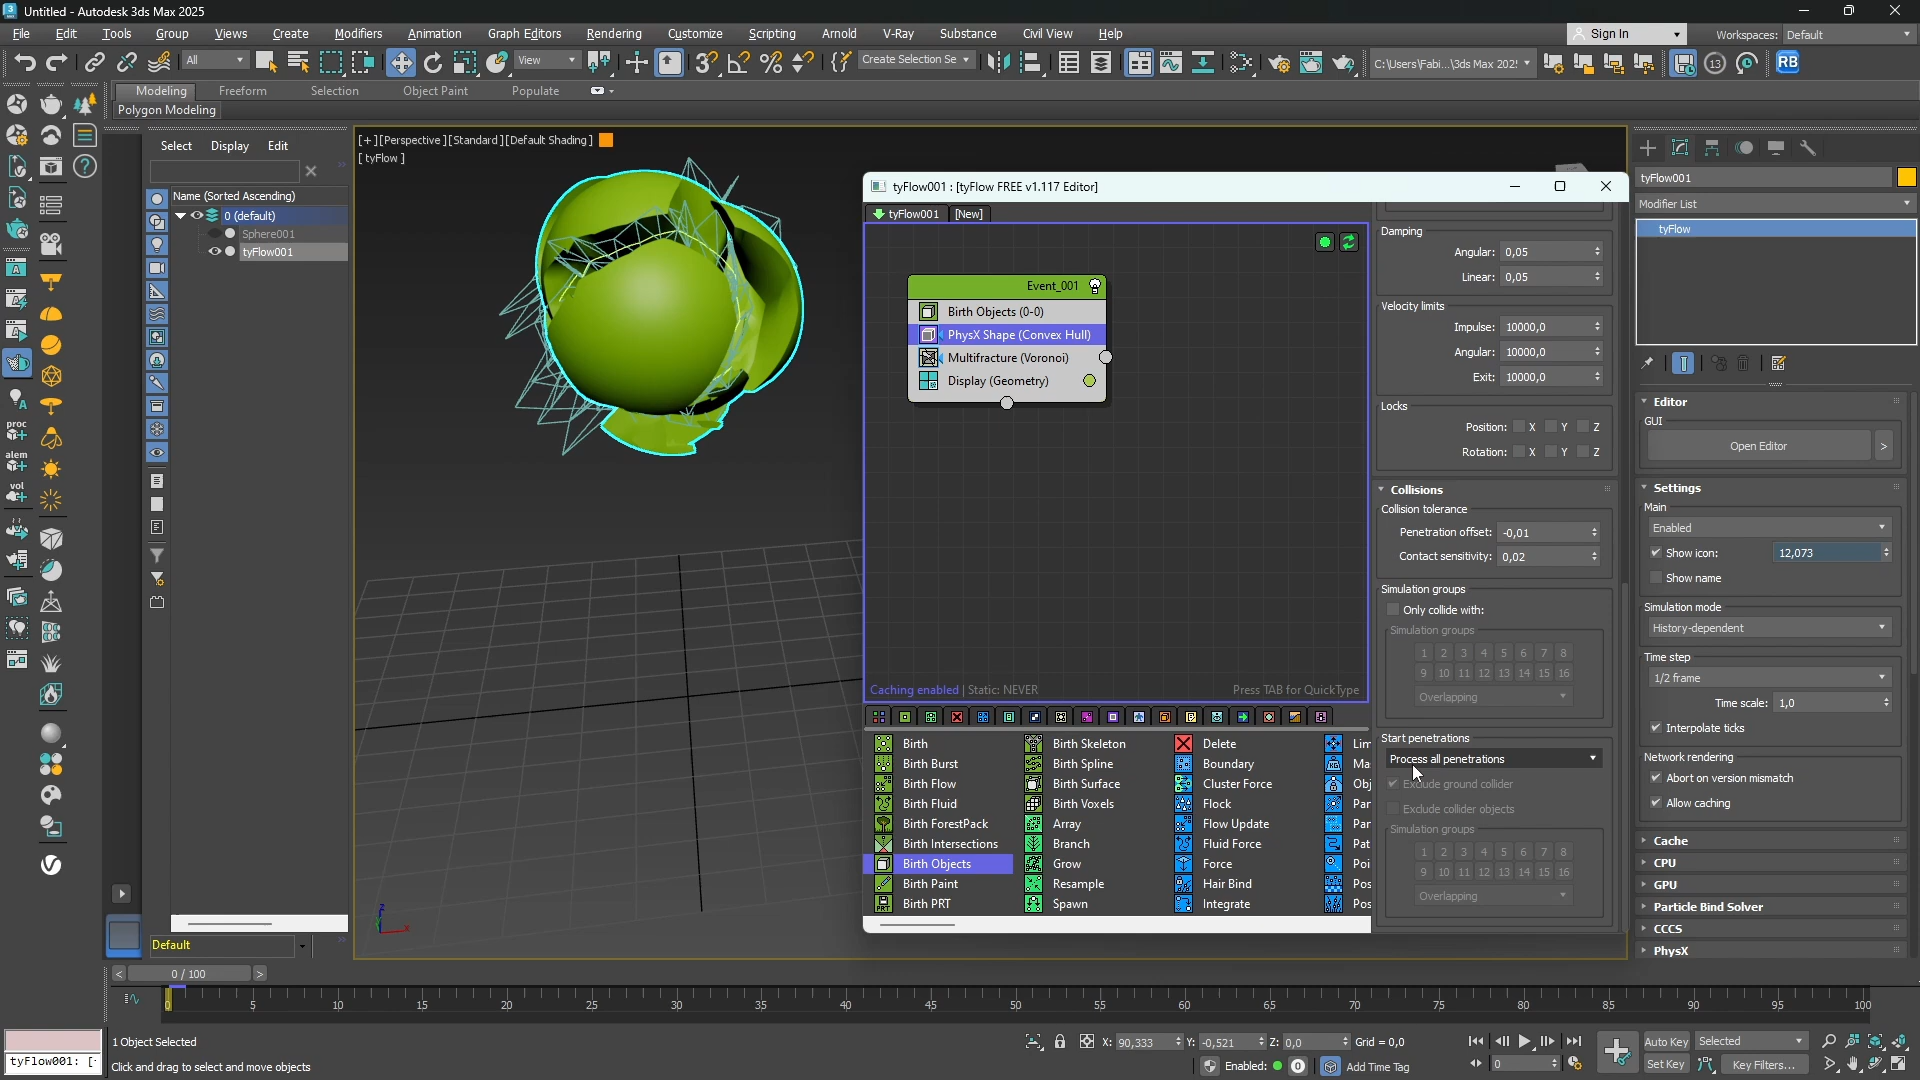 Untitled - Autodesk 3ds Max 2025
File Edit Tools Group Views Create Modifiers Animation Graph Editors Rendering Customize Scripting Arnold V-Ray Substance Civil View Help
Sign In Workspaces: Default
All View Create Selection Se C:\Users\Fabi...\3ds Max 202! 13 RB
Modeling Freeform Selection Object Paint Populate
Polygon Modeling
Select Display Edit
Name (Sorted Ascending)
0 (default)
Sphere001
tyFlow001
proc
alem
vol
Default
[+][Perspective][Standard][Default Shading]
[tyFlow]
z
x
tyFlow001 : [tyFlow FREE v1.117 Editor]
tyFlow001 [New]
Event_001
Birth Objects (0-0)
PhysX Shape (Convex Hull)
Multifracture (Voronoi)
Display (Geometry)
Caching enabled | Static: NEVER Press TAB for QuickType
Birth Birth Skeleton Delete Lim
Birth Burst Birth Spline Boundary Ma
Birth Flow Birth Surface Cluster Force Obj
Birth Fluid Birth Voxels Flock Par
Birth ForestPack Array Flow Update Par
Birth Intersections Branch Fluid Force Pat
Birth Objects Grow Force Poi
Birth Paint Resample Hair Bind Pos
Birth PRT Spawn Integrate Pos
Damping
Angular: 0,05
Linear: 0,05
Velocity limits
Impulse: 10000,0
Angular: 10000,0
Exit: 10000,0
Locks
Position: X Y Z
Rotation: X Y Z
Collisions
Collision tolerance
Penetration offset: -0,01
Contact sensitivity: 0,02
Simulation groups
Only collide with:
Simulation groups
1 2 3 4 5 6 7 8
9 10 11 12 13 14 15 16
Overlapping
Start penetrations
Process all penetrations
Exclude ground collider
Exclude collider objects
Simulation groups
1 2 3 4 5 6 7 8
9 10 11 12 13 14 15 16
Overlapping
tyFlow001
Modifier List
tyFlow
Editor
GUI
Open Editor >
Settings
Main
Enabled
Show icon: 12,073
Show name
Simulation mode
History-dependent
Time step
1/2 frame
Time scale: 1,0
Interpolate ticks
Network rendering
Abort on version mismatch
Allow caching
Cache
CPU
GPU
Particle Bind Solver
CCCS
PhysX
< 0 / 100 >
0 5 10 15 20 25 30 35 40 45 50 55 60 65 70 75 80 85 90 95 100
1 Object Selected
tyFlow001: [
Click and drag to select and move objects
X: 90,333 Y: -0,521 Z: 0,0 Grid = 0,0
Enabled: 0 Add Time Tag
0
Auto Key Selected
Set Key Key Filters...